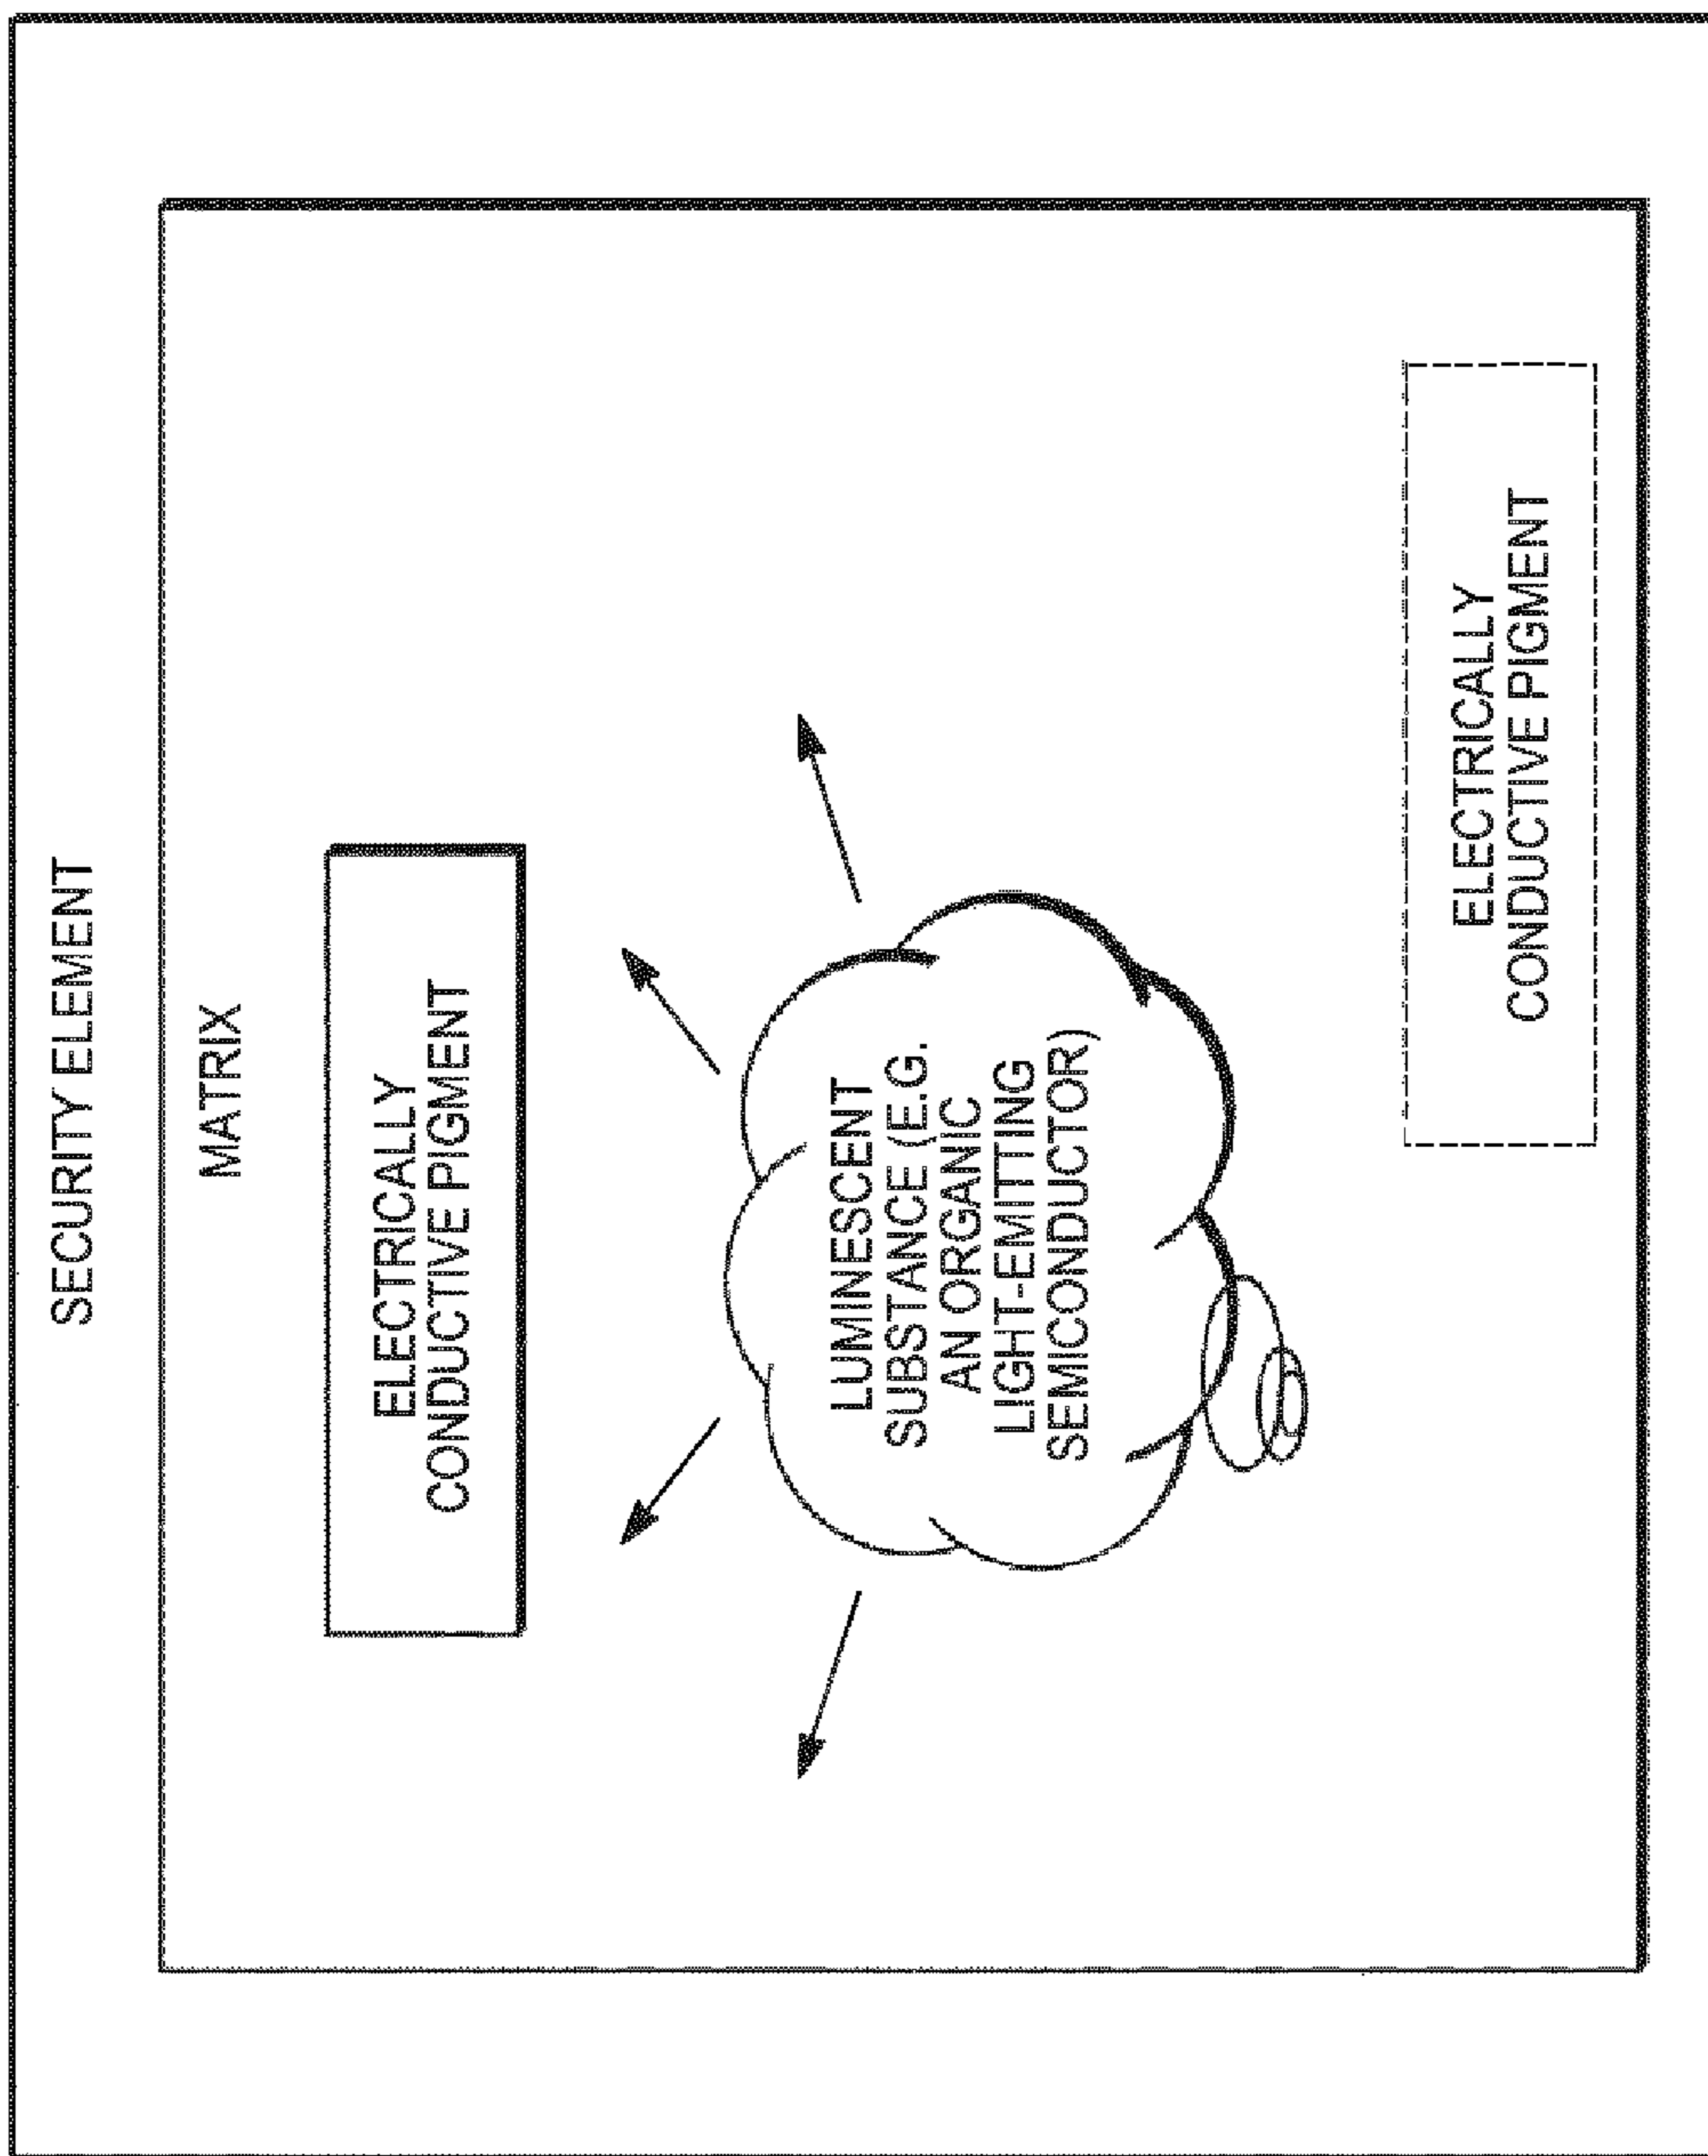 SECURITY ELEMENT
MATRIX
ELECTRICALLY
CONDUCTIVE PIGMENT
LUMINESCENT
SUBSTANCE (E.G.
AN ORGANIC
LIGHT-EMITTING
SEMICONDUCTOR)
ELECTRICALLY
CONDUCTIVE PIGMENT